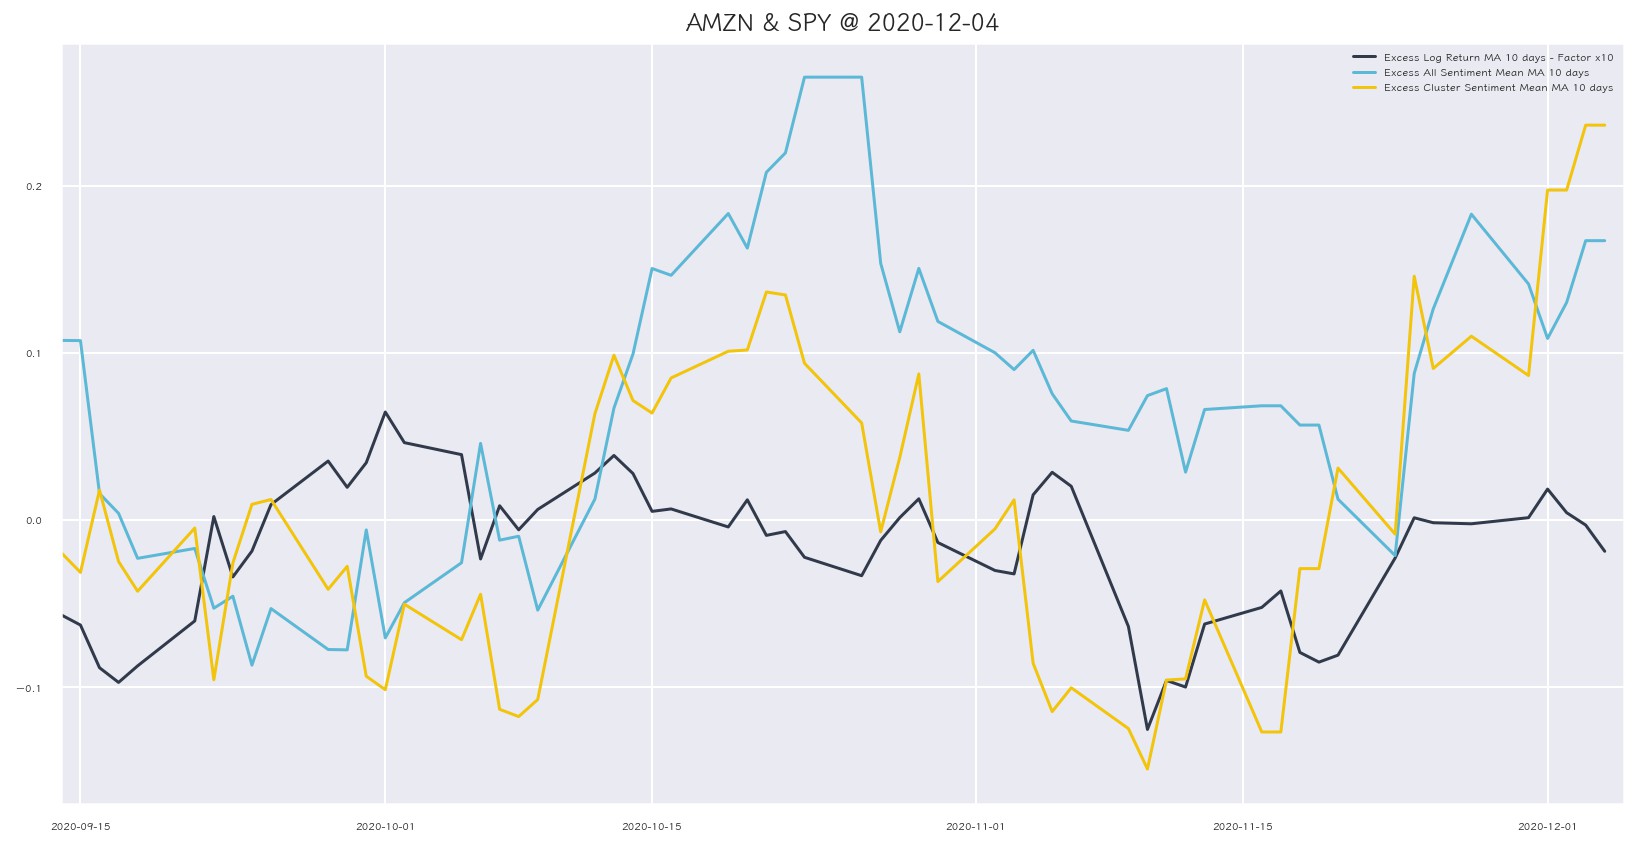 AMZN & SPY @ 2020-12-04
Excess Log Return MA 10 days - Factor x10
Excess All Sentiment Mean MA 10 days
Excess Cluster Sentiment Mean MA 10 days
0.2
0.1
0.0
−0.1
2020-09-15
2020-10-01
2020-10-15
2020-11-01
2020-11-15
2020-12-01